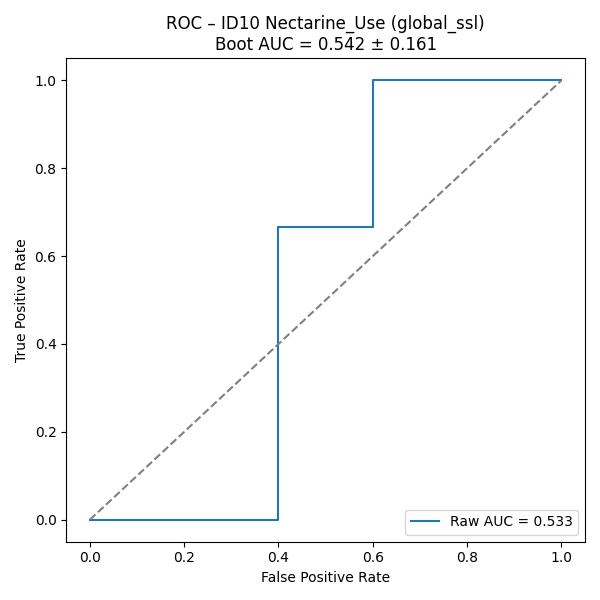 ROC – ID10 Nectarine_Use (global_ssl)
Boot AUC = 0.542 ± 0.161
True Positive Rate
1.0
0.8
0.6
0.4
0.2
0.0
Raw AUC = 0.533
0.0 0.2 0.4 0.6 0.8 1.0
False Positive Rate